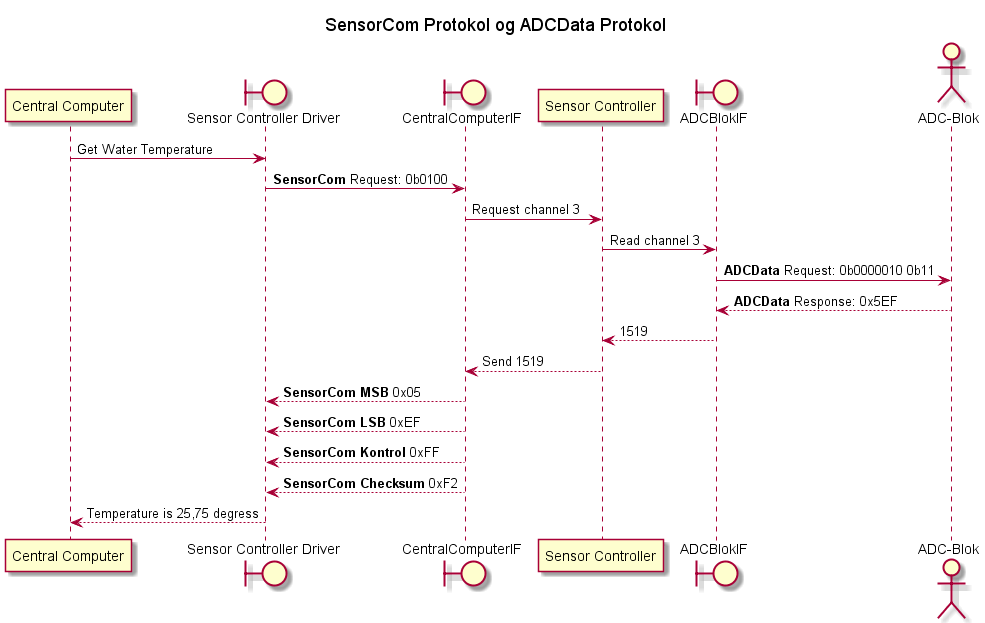 SensorCom Protokol og ADCData Protokol
Central Computer
Sensor Controller Driver
CentralComputerIF
Sensor Controller
ADCBlokIF
ADC-Blok
Get Water Temperature
SensorCom Request: 0b0100
Request channel 3
Read channel 3
ADCData Request: 0b0000010 0b11
ADCData Response: 0x5EF
1519
Send 1519
SensorCom MSB 0x05
SensorCom LSB 0xEF
SensorCom Kontrol 0xFF
SensorCom Checksum 0xF2
Temperature is 25,75 degress
Central Computer
Sensor Controller Driver
CentralComputerIF
Sensor Controller
ADCBlokIF
ADC-Blok